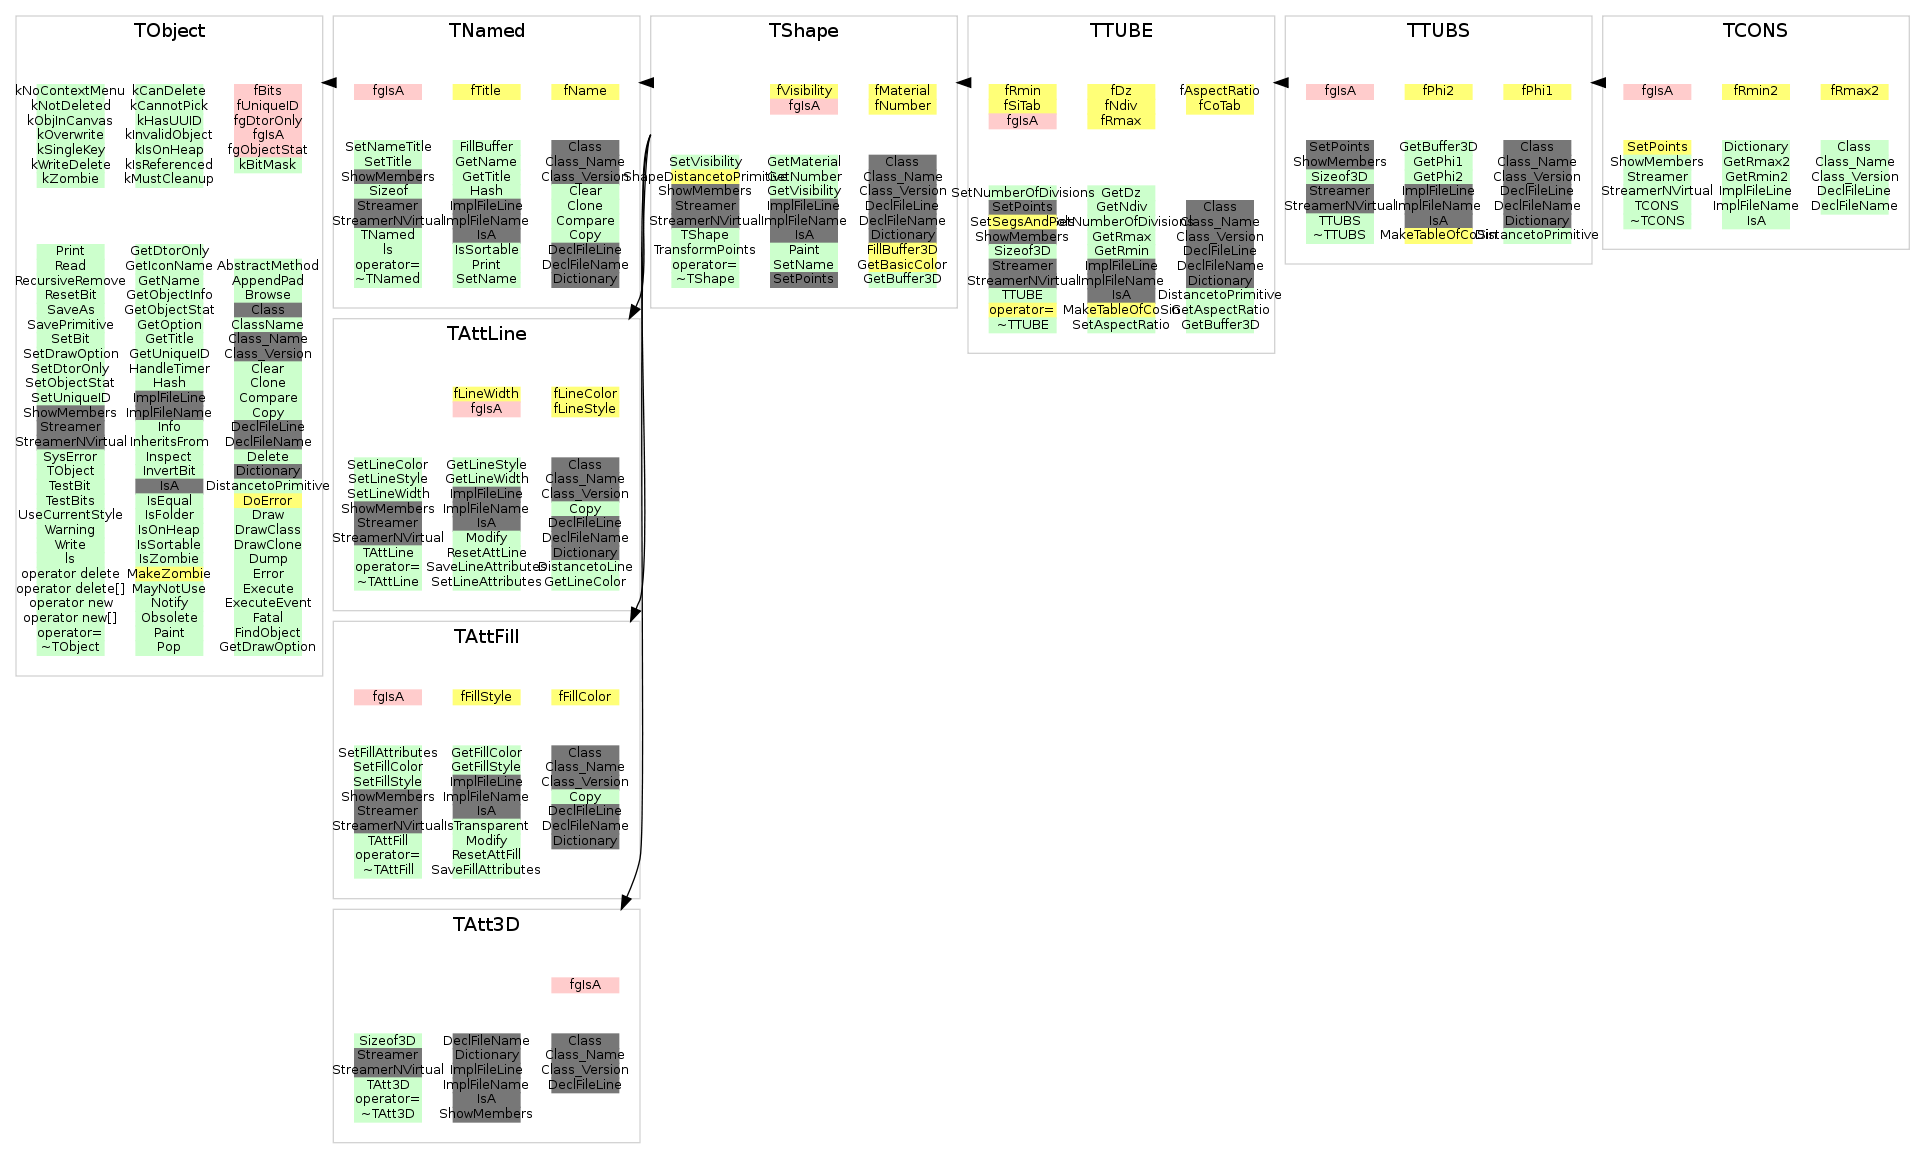 TObject
kNoContextMenu
kNotDeleted
kObjInCanvas
kOverwrite
kSingleKey
kWriteDelete
kZombie
kCanDelete
kCannotPick
kHasUUID
kInvalidObject
kIsOnHeap
kIsReferenced
kMustCleanup
fBits
fUniqueID
fgDtorOnly
fgIsA
fgObjectStat
kBitMask
Print
Read
RecursiveRemove
ResetBit
SaveAs
SavePrimitive
SetBit
SetDrawOption
SetDtorOnly
SetObjectStat
SetUniqueID
ShowMembers
Streamer
StreamerNVirtual
SysError
TObject
TestBit
TestBits
UseCurrentStyle
Warning
Write
ls
operator delete
operator delete[]
operator new
operator new[]
operator=
~TObject
GetDtorOnly
GetIconName
GetName
GetObjectInfo
GetObjectStat
GetOption
GetTitle
GetUniqueID
HandleTimer
Hash
ImplFileLine
ImplFileName
Info
InheritsFrom
Inspect
InvertBit
IsA
IsEqual
IsFolder
IsOnHeap
IsSortable
IsZombie
MakeZombie
MayNotUse
Notify
Obsolete
Paint
Pop
AbstractMethod
AppendPad
Browse
Class
ClassName
Class_Name
Class_Version
Clear
Clone
Compare
Copy
DeclFileLine
DeclFileName
Delete
Dictionary
DistancetoPrimitive
DoError
Draw
DrawClass
DrawClone
Dump
Error
Execute
ExecuteEvent
Fatal
FindObject
GetDrawOption
TNamed
fgIsA
fTitle
fName
SetNameTitle
SetTitle
ShowMembers
Sizeof
Streamer
StreamerNVirtual
TNamed
ls
operator=
~TNamed
FillBuffer
GetName
GetTitle
Hash
ImplFileLine
ImplFileName
IsA
IsSortable
Print
SetName
Class
Class_Name
Class_Version
Clear
Clone
Compare
Copy
DeclFileLine
DeclFileName
Dictionary
TAttLine
fLineWidth
fgIsA
fLineColor
fLineStyle
SetLineColor
SetLineStyle
SetLineWidth
ShowMembers
Streamer
StreamerNVirtual
TAttLine
operator=
~TAttLine
GetLineStyle
GetLineWidth
ImplFileLine
ImplFileName
IsA
Modify
ResetAttLine
SaveLineAttributes
SetLineAttributes
Class
Class_Name
Class_Version
Copy
DeclFileLine
DeclFileName
Dictionary
DistancetoLine
GetLineColor
TAttFill
fgIsA
fFillStyle
fFillColor
SetFillAttributes
SetFillColor
SetFillStyle
ShowMembers
Streamer
StreamerNVirtual
TAttFill
operator=
~TAttFill
GetFillColor
GetFillStyle
ImplFileLine
ImplFileName
IsA
IsTransparent
Modify
ResetAttFill
SaveFillAttributes
Class
Class_Name
Class_Version
Copy
DeclFileLine
DeclFileName
Dictionary
TAtt3D
fgIsA
Sizeof3D
Streamer
StreamerNVirtual
TAtt3D
operator=
~TAtt3D
DeclFileName
Dictionary
ImplFileLine
ImplFileName
IsA
ShowMembers
Class
Class_Name
Class_Version
DeclFileLine
TShape
fVisibility
fgIsA
fMaterial
fNumber
SetVisibility
ShapeDistancetoPrimitive
ShowMembers
Streamer
StreamerNVirtual
TShape
TransformPoints
operator=
~TShape
GetMaterial
GetNumber
GetVisibility
ImplFileLine
ImplFileName
IsA
Paint
SetName
SetPoints
Class
Class_Name
Class_Version
DeclFileLine
DeclFileName
Dictionary
FillBuffer3D
GetBasicColor
GetBuffer3D
TTUBE
fRmin
fSiTab
fgIsA
fDz
fNdiv
fRmax
fAspectRatio
fCoTab
SetNumberOfDivisions
SetPoints
SetSegsAndPols
ShowMembers
Sizeof3D
Streamer
StreamerNVirtual
TTUBE
operator=
~TTUBE
GetDz
GetNdiv
GetNumberOfDivisions
GetRmax
GetRmin
ImplFileLine
ImplFileName
IsA
MakeTableOfCoSin
SetAspectRatio
Class
Class_Name
Class_Version
DeclFileLine
DeclFileName
Dictionary
DistancetoPrimitive
GetAspectRatio
GetBuffer3D
TTUBS
fgIsA
fPhi2
fPhi1
SetPoints
ShowMembers
Sizeof3D
Streamer
StreamerNVirtual
TTUBS
~TTUBS
GetBuffer3D
GetPhi1
GetPhi2
ImplFileLine
ImplFileName
IsA
MakeTableOfCoSin
Class
Class_Name
Class_Version
DeclFileLine
DeclFileName
Dictionary
DistancetoPrimitive
TCONS
fgIsA
fRmin2
fRmax2
SetPoints
ShowMembers
Streamer
StreamerNVirtual
TCONS
~TCONS
Dictionary
GetRmax2
GetRmin2
ImplFileLine
ImplFileName
IsA
Class
Class_Name
Class_Version
DeclFileLine
DeclFileName